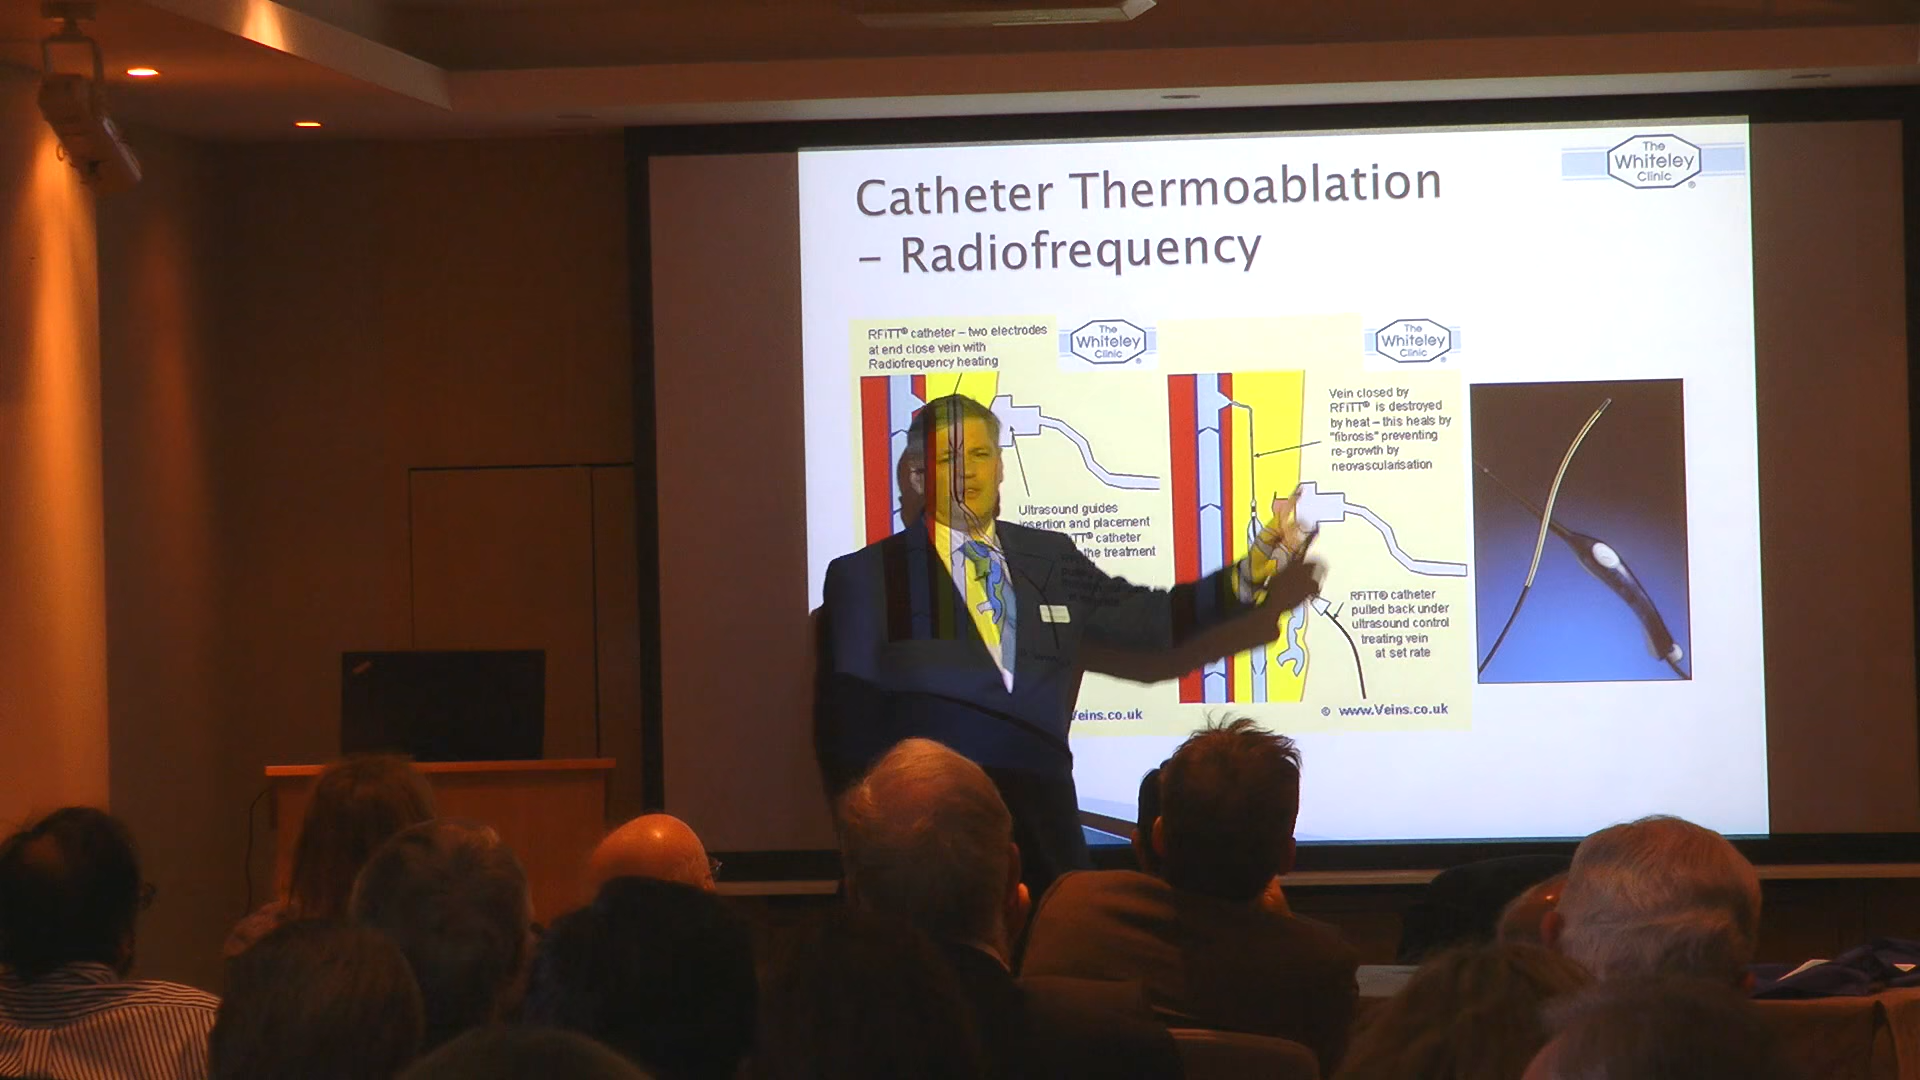 The
Whiteley
Clinic
®
Catheter Thermoablation
– Radiofrequency
RFiTT® catheter – two electrodes
at end close vein with
Radiofrequency heating
The
Whiteley
Clinic
®
Ultrasound guides
insertion and placement
TT® catheter
the treatment
Veins.co.uk
The
Whiteley
Clinic
®
Vein closed by
RFiTT® is destroyed
by heat – this heals by
"fibrosis" preventing
re-growth by
neovascularisation
RFiTT® catheter
pulled back under
ultrasound control
treating vein
at set rate
© www.Veins.co.uk